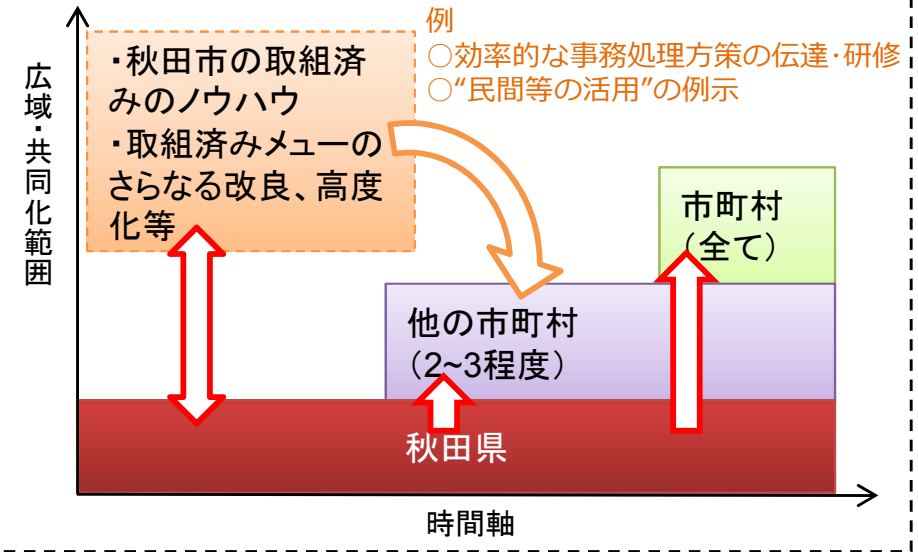 例
○効率的な事務処理方策の伝達・研修
○“民間等の活用”の例示
広域・共同化範囲
・秋田市の取組済
みのノウハウ
・取組済みメューの
さらなる改良、高度
化等
市町村
（全て）
他の市町村
（2~3程度）
秋田県
時間軸